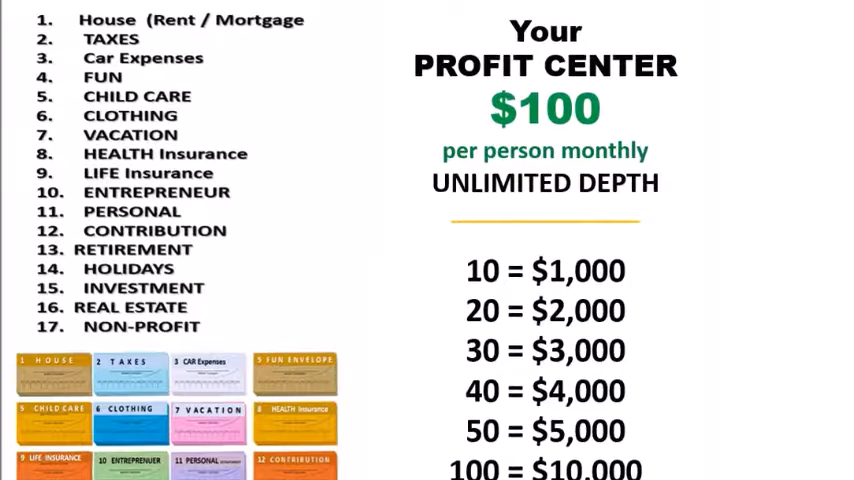 1. House (Rent / Mortgage
2. TAXES
3. Car Expenses
4. FUN
5. CHILD CARE
6. CLOTHING
7. VACATION
8. HEALTH Insurance
9. LIFE Insurance
10. ENTREPRENEUR
11. PERSONAL
12. CONTRIBUTION
13. RETIREMENT
14. HOLIDAYS
15. INVESTMENT
16. REAL ESTATE
17. NON-PROFIT
1 HOUSE
2 TAXES
3 CAR Expenses
5 FUN ENVELOPE
5 CHILD CARE
6 CLOTHING
7 VACATION
8 HEALTH Insurance
9 LIFE INSURANCE
10 ENTREPRENUER
11 PERSONAL
12 CONTRIBUTION
Your
PROFIT CENTER
$100
per person monthly
UNLIMITED DEPTH
10 = $1,000
20 = $2,000
30 = $3,000
40 = $4,000
50 = $5,000
100 = $10,000